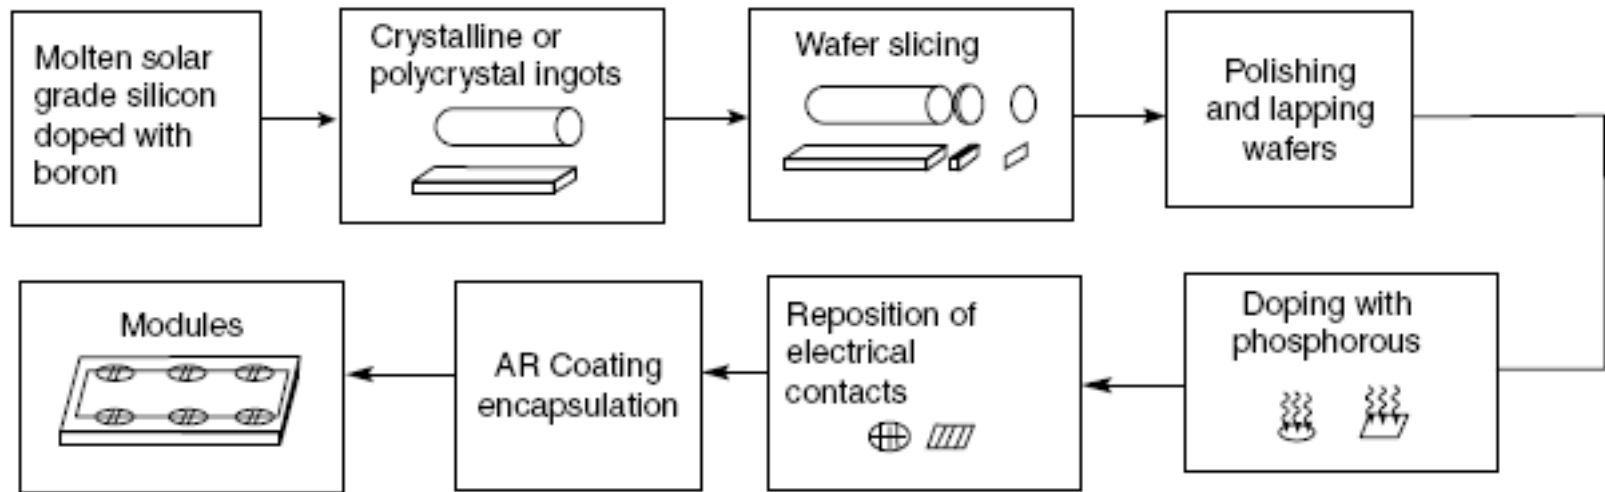 Molten solar
grade silicon
doped with
boron
Crystalline or
polycrystal ingots
Wafer slicing
Polishing
and lapping
wafers
Doping with
phosphorous
Reposition of
electrical
contacts
AR Coating
encapsulation
Modules